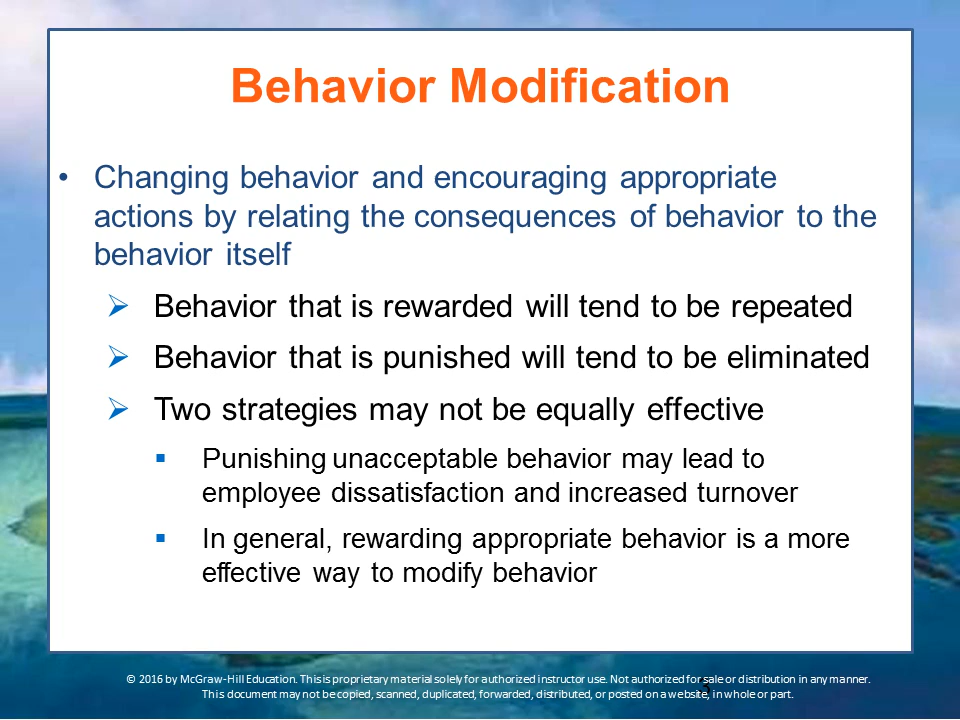 Behavior Modification
• Changing behavior and encouraging appropriate
actions by relating the consequences of behavior to the
behavior itself
➢ Behavior that is rewarded will tend to be repeated
➢ Behavior that is punished will tend to be eliminated
➢ Two strategies may not be equally effective
▪ Punishing unacceptable behavior may lead to
employee dissatisfaction and increased turnover
▪ In general, rewarding appropriate behavior is a more
effective way to modify behavior
© 2016 by McGraw-Hill Education. This is proprietary material solely for authorized instructor use. Not authorized for sale or distribution in any manner.
This document may not be copied, scanned, duplicated, forwarded, distributed, or posted on a website, in whole or part.